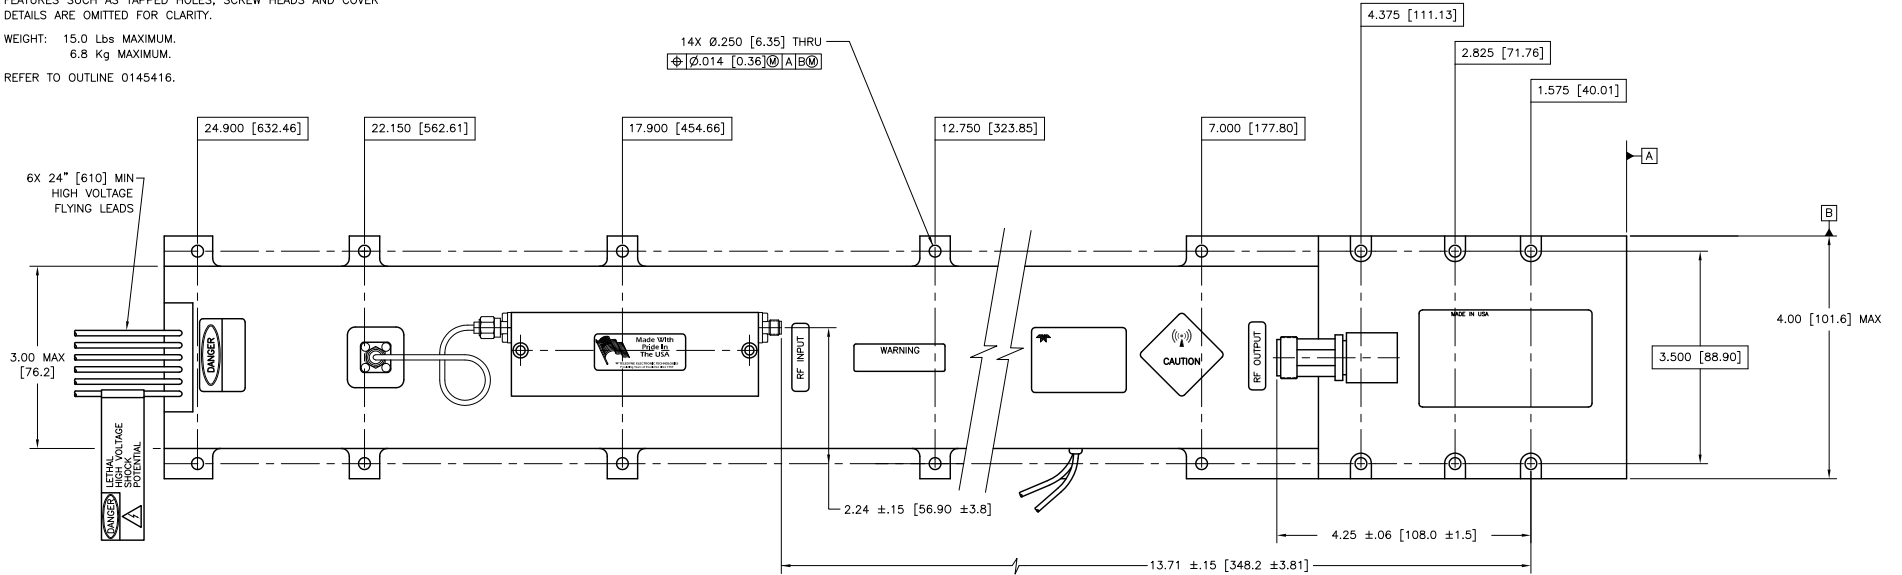 FEATURES SUCH AS TAPPED HOLES, SCREW HEADS AND COVER
DETAILS ARE OMITTED FOR CLARITY.
WEIGHT: 15.0 Lbs MAXIMUM.
6.8 Kg MAXIMUM.
REFER TO OUTLINE 0145416.
14X Ø.250 [6.35] THRU
⌖ Ø.014 [0.36]Ⓜ A BⓂ
4.375 [111.13]
2.825 [71.76]
1.575 [40.01]
24.900 [632.46]
22.150 [562.61]
17.900 [454.66]
12.750 [323.85]
7.000 [177.80]
A
B
6X 24" [610] MIN
HIGH VOLTAGE
FLYING LEADS
3.00 MAX
[76.2]
DANGER
Made With
Pride In
The USA
RF INPUT
WARNING
CAUTION
RF OUTPUT
MADE IN USA
4.00 [101.6] MAX
3.500 [88.90]
DANGER
LETHAL
HIGH VOLTAGE
SHOCK
POTENTIAL
2.24 ±.15 [56.90 ±3.8]
4.25 ±.06 [108.0 ±1.5]
13.71 ±.15 [348.2 ±3.81]